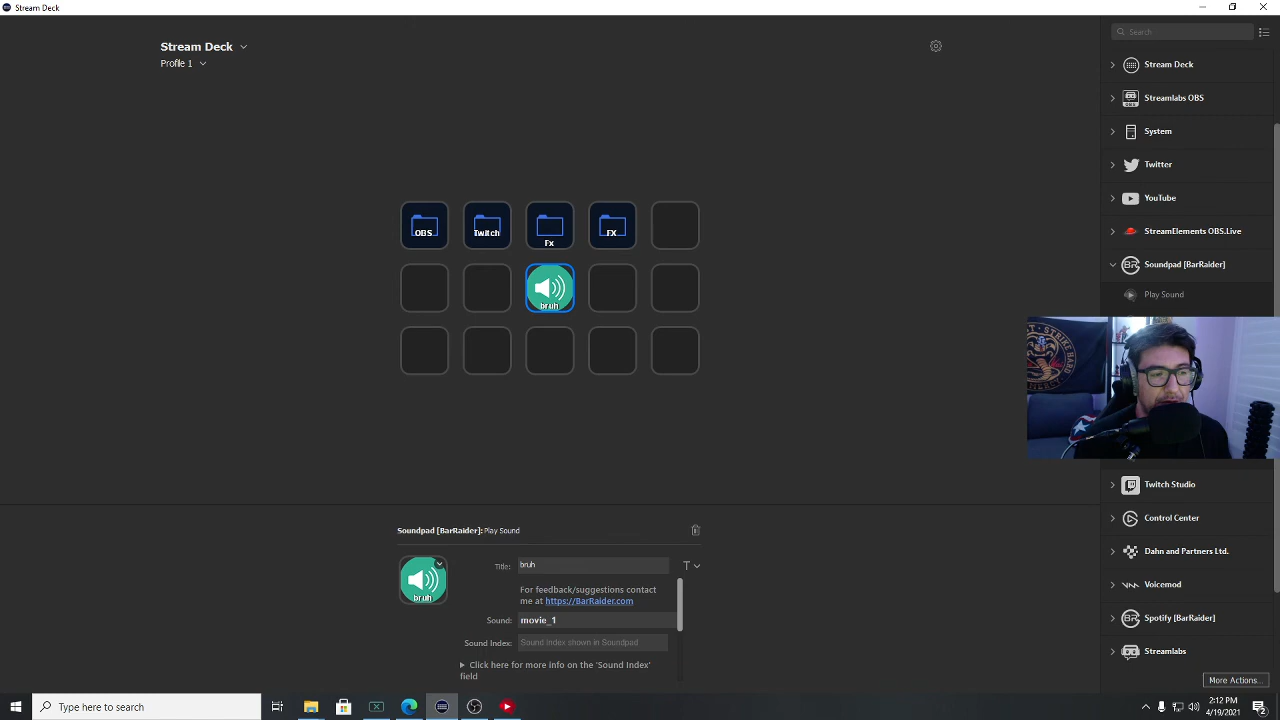 Stream Deck
Stream Deck
Profile 1
OBS
Twitch
Fx
FX
bruh
Soundpad [BarRaider]: Play Sound
bruh
Title: bruh
For feedback/suggestions contact
me at https://BarRaider.com
Sound: movie_1
Sound Index: Sound index shown in Soundpad
Click here for more info on the 'Sound Index'
field
Search
Stream Deck
Streamlabs OBS
System
Twitter
YouTube
StreamElements OBS.Live
Soundpad [BarRaider]
Play Sound
Twitch Studio
Control Center
Dahn and Partners Ltd.
Voicemod
Spotify [BarRaider]
Streamlabs
More Actions...
Type here to search
2:12 PM
4/19/2021
2